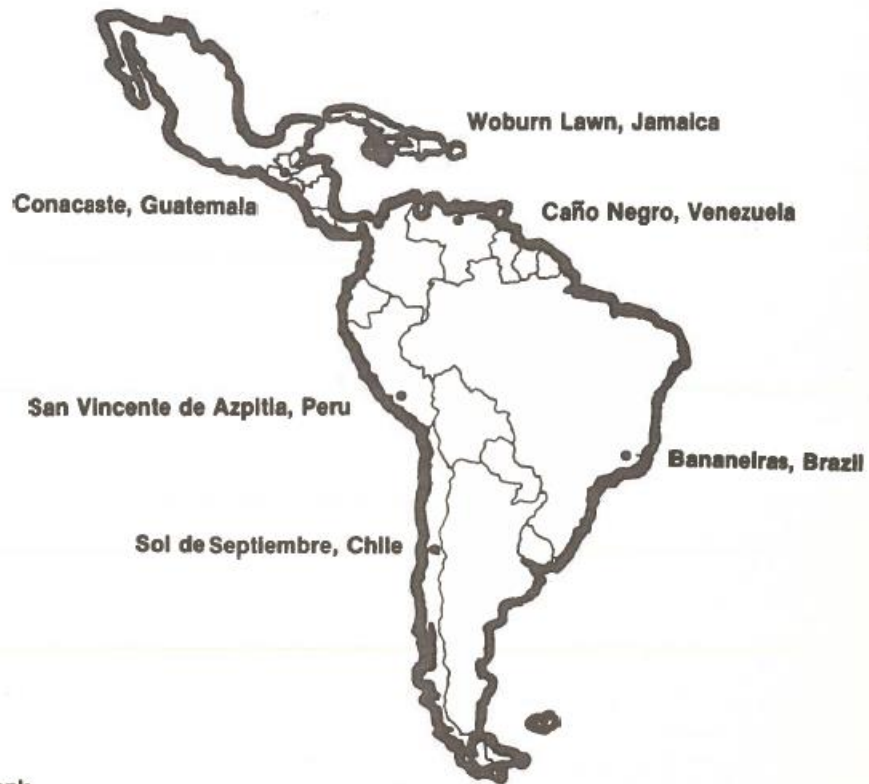 Woburn Lawn, Jamaica
Conacaste, Guatemala
Caño Negro, Venezuela
San Vincente de Azpitia, Peru
Bananeiras, Brazil
Sol de Septiembre, Chile